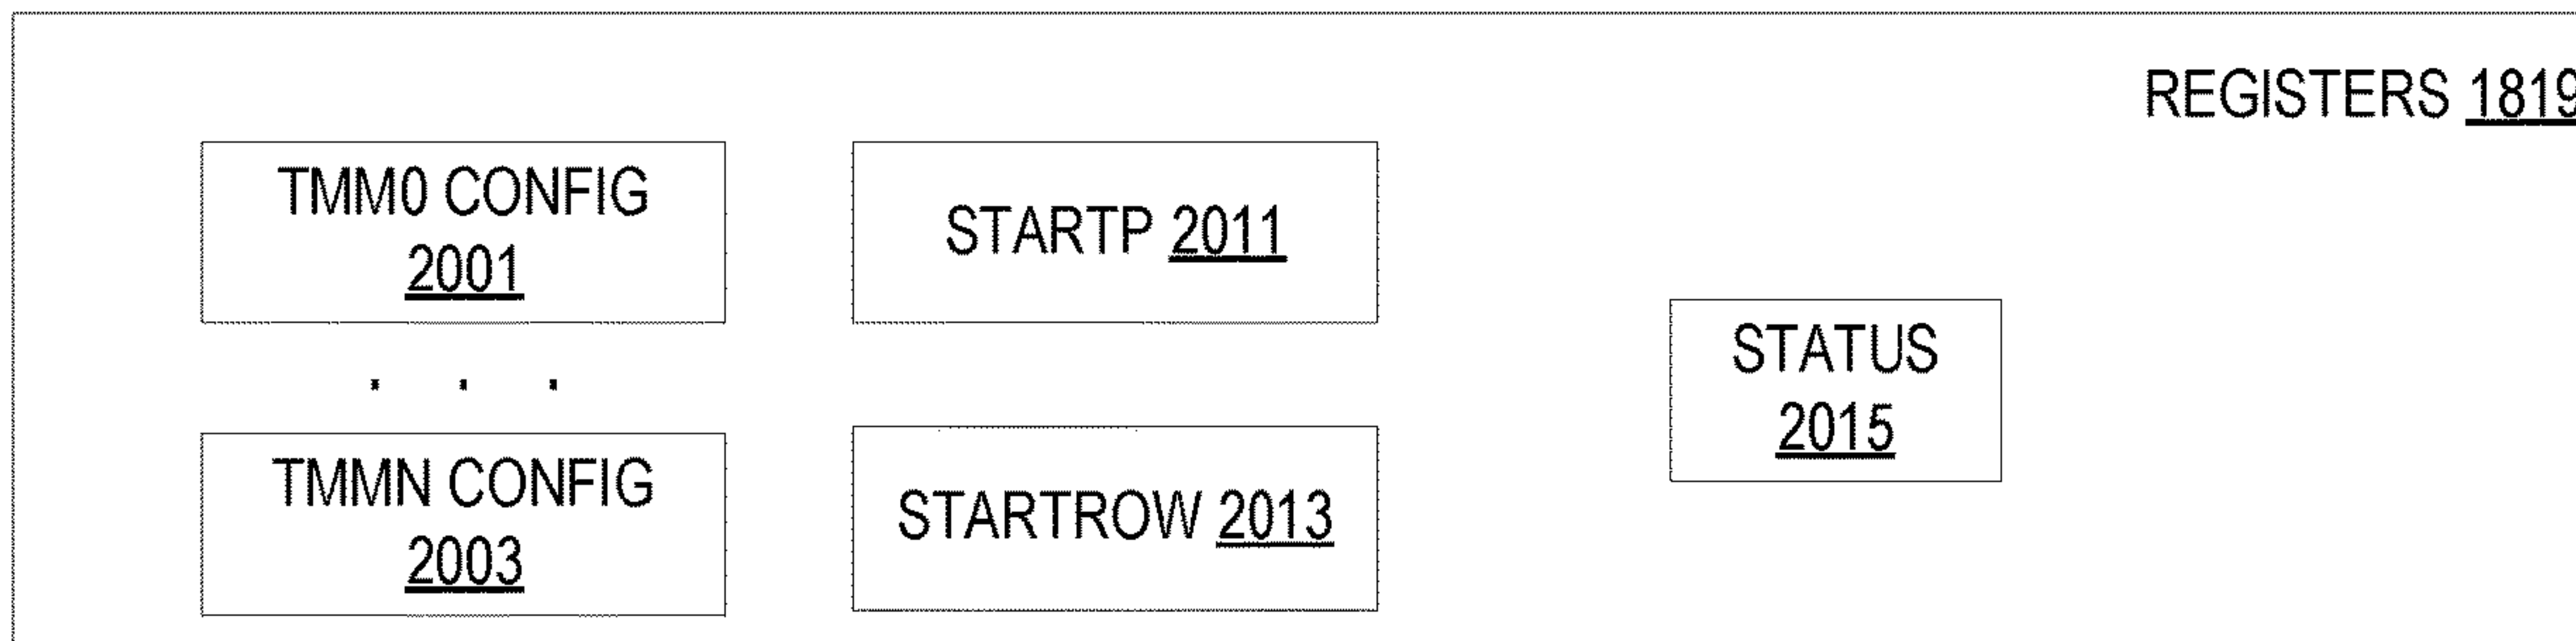 REGISTERS 1819
TMM0 CONFIG
2001
STARTP 2011
STATUS
2015
. . .
TMMN CONFIG
2003
STARTROW 2013